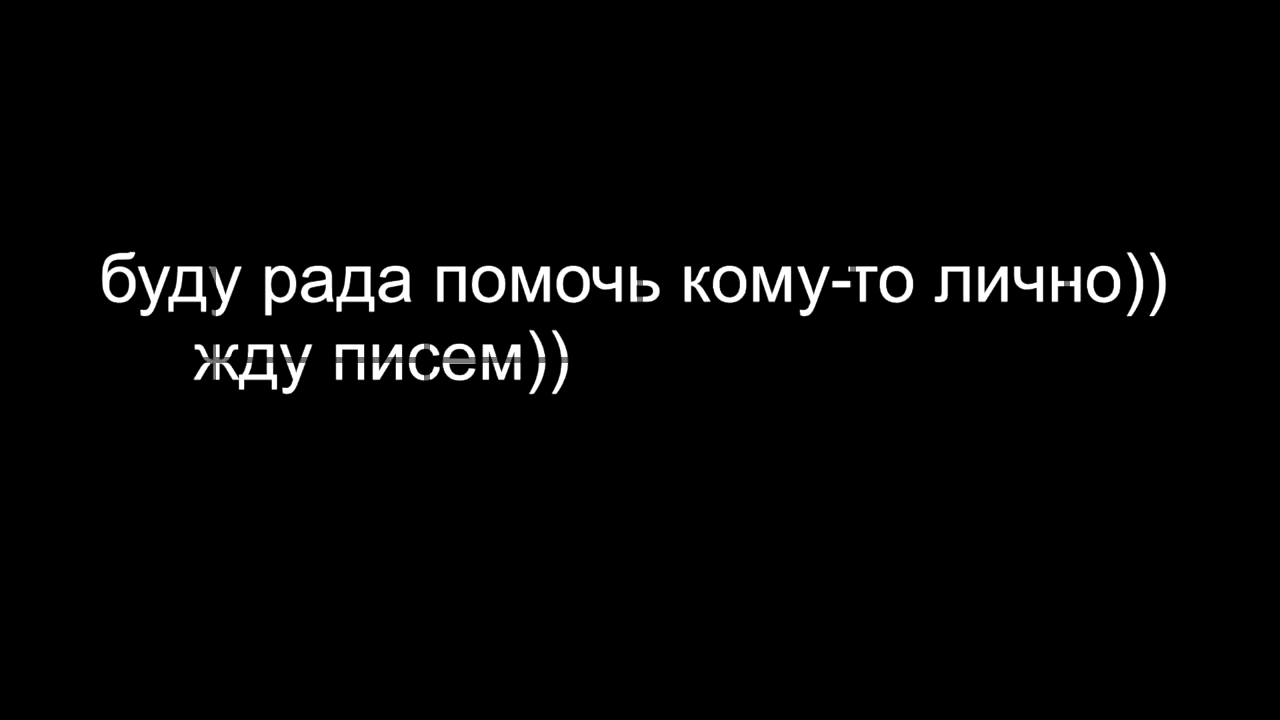 буду рада помочь кому-то лично))
жду писем))